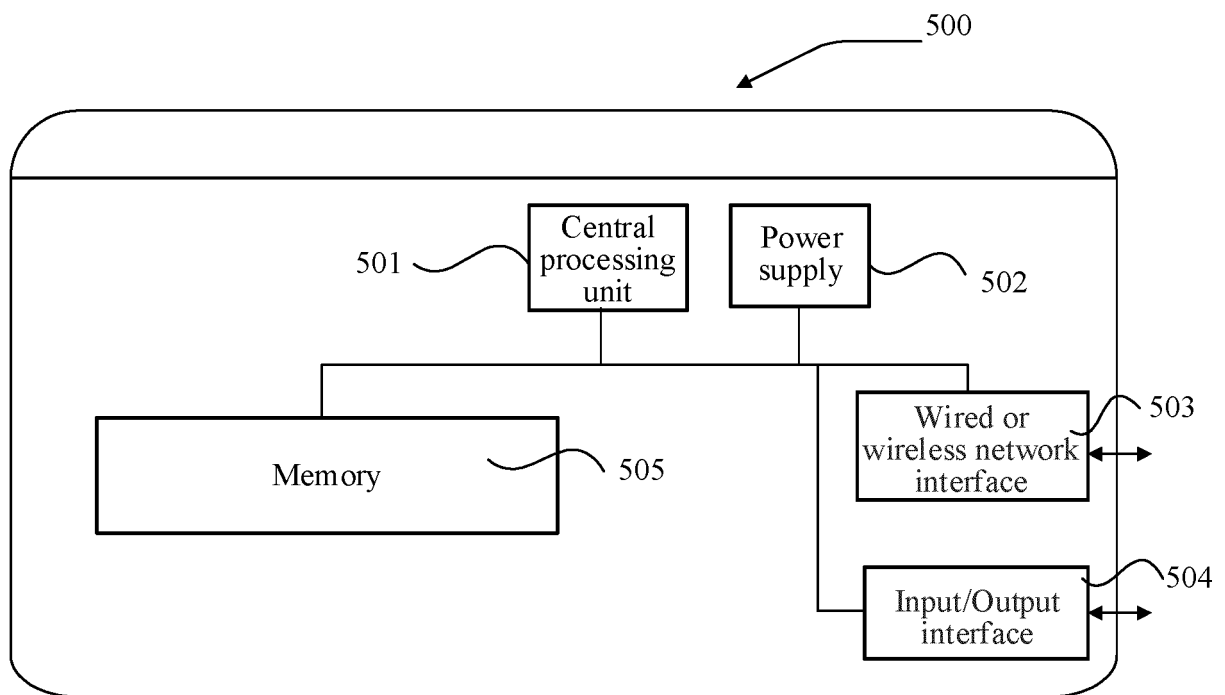 500
Central
processing
unit
501
Power
supply
502
Wired or
wireless network
interface
503
Memory
505
Input/Output
interface
504